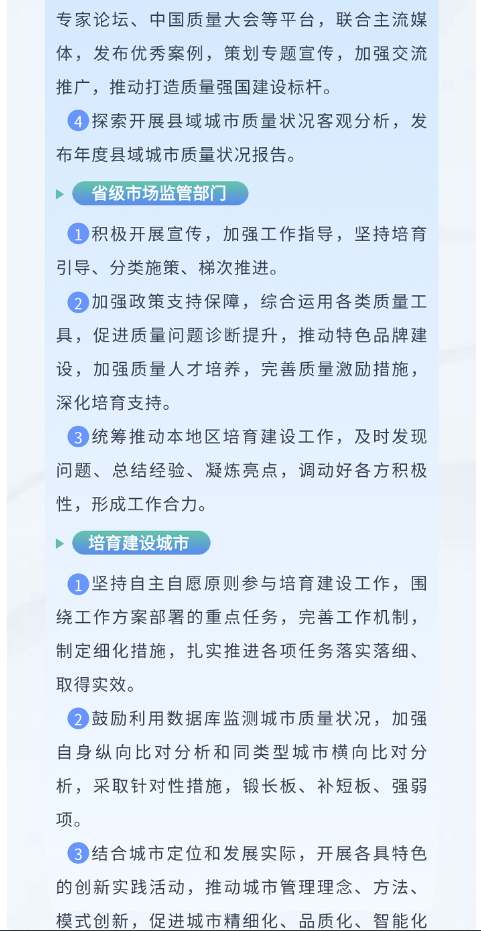 专家论坛、中国质量大会等平台，联合主流媒
体，发布优秀案例，策划专题宣传，加强交流
推广，推动打造质量强国建设标杆。
4探索开展县域城市质量状况客观分析，发
布年度县域城市质量状况报告。
省级市场监管部门
1积极开展宣传，加强工作指导，坚持培育
引导、分类施策、梯次推进。
2加强政策支持保障，综合运用各类质量工
具，促进质量问题诊断提升，推动特色品牌建
设，加强质量人才培养，完善质量激励措施，
深化培育支持。
3统筹推动本地区培育建设工作，及时发现
问题、总结经验、凝炼亮点，调动好各方积极
性，形成工作合力。
培育建设城市
1坚持自主自愿原则参与培育建设工作，围
绕工作方案部署的重点任务，完善工作机制，
制定细化措施，扎实推进各项任务落实落细、
取得实效。
2鼓励利用数据库监测城市质量状况，加强
自身纵向比对分析和同类型城市横向比对分
析，采取针对性措施，锻长板、补短板、强弱
项。
3结合城市定位和发展实际，开展各具特色
的创新实践活动，推动城市管理理念、方法、
模式创新，促进城市精细化、品质化、智能化